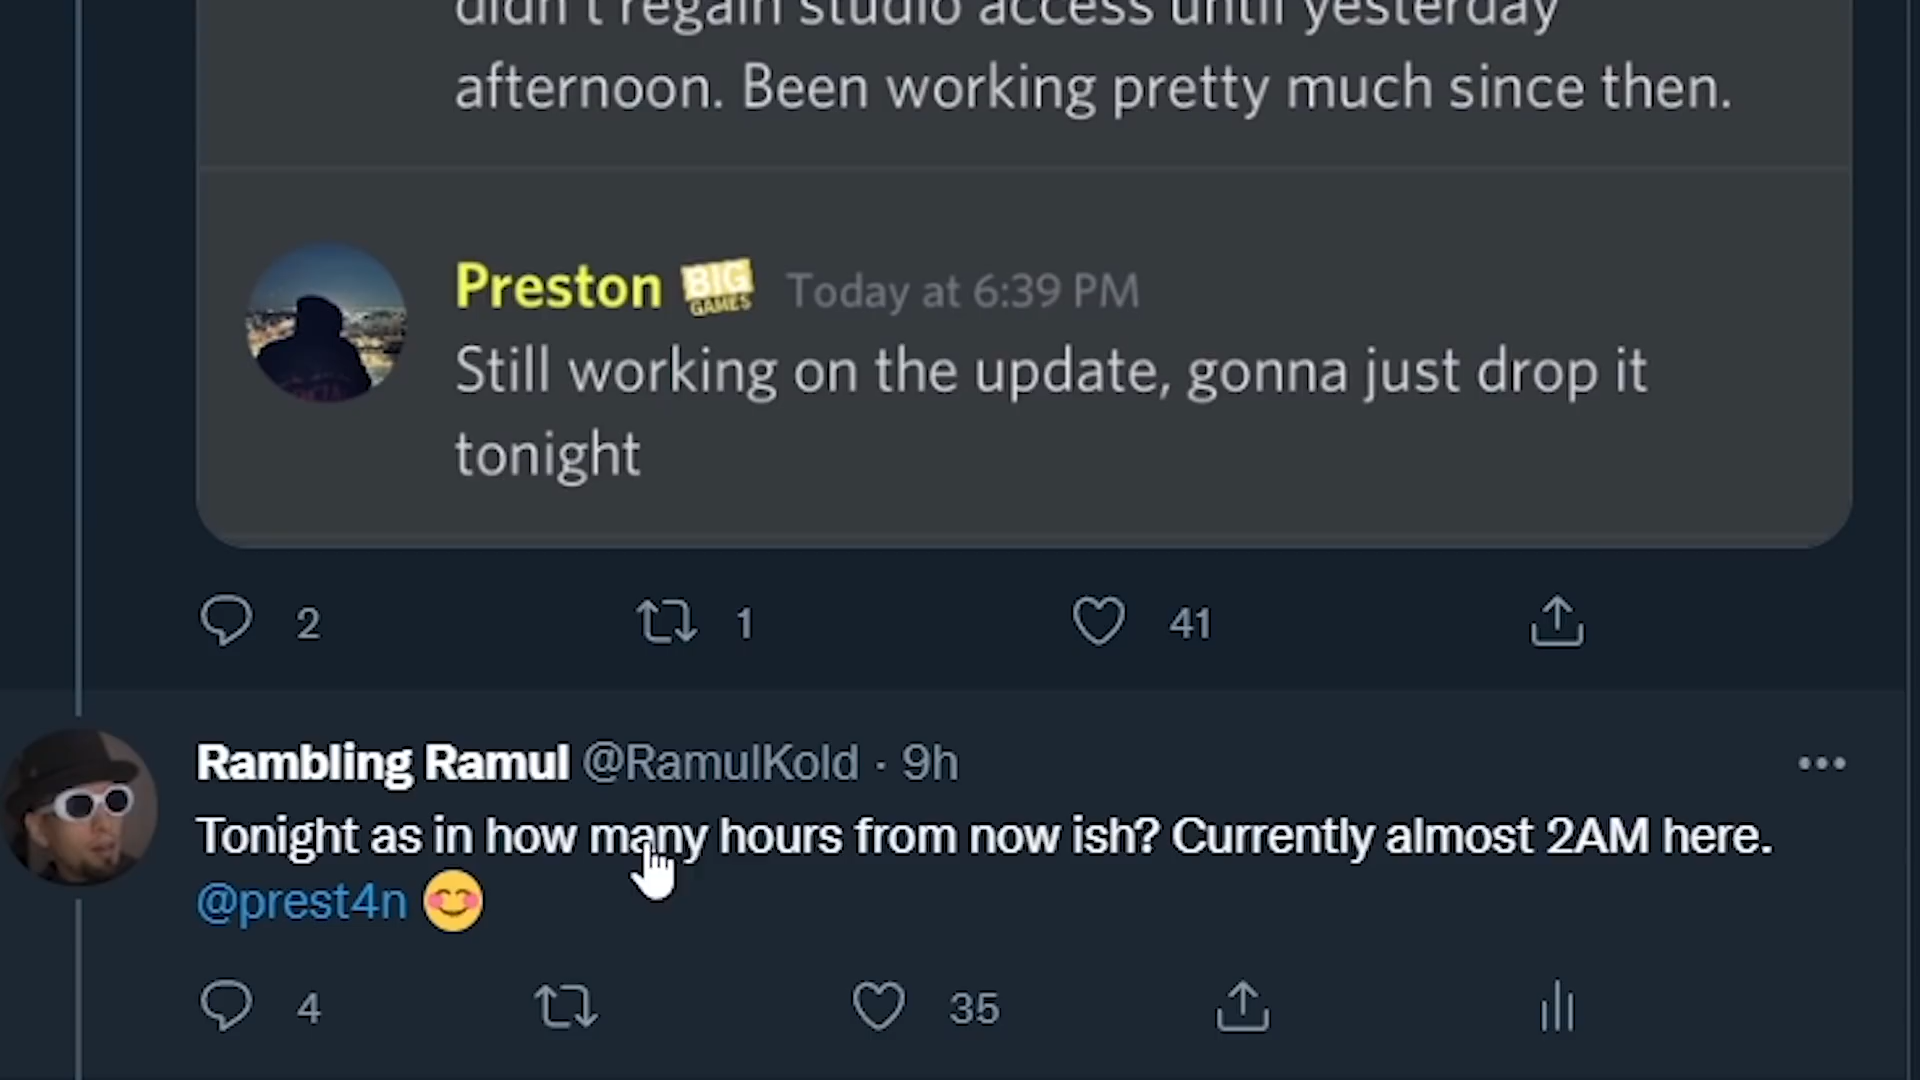 didn't regain studio access until yesterday
afternoon. Been working pretty much since then.
Preston BIG GAMES Today at 6:39 PM
Still working on the update, gonna just drop it
tonight
2 1 41
Rambling Ramul @RamulKold · 9h
Tonight as in how many hours from now ish? Currently almost 2AM here.
@prest4n 😊
4 35